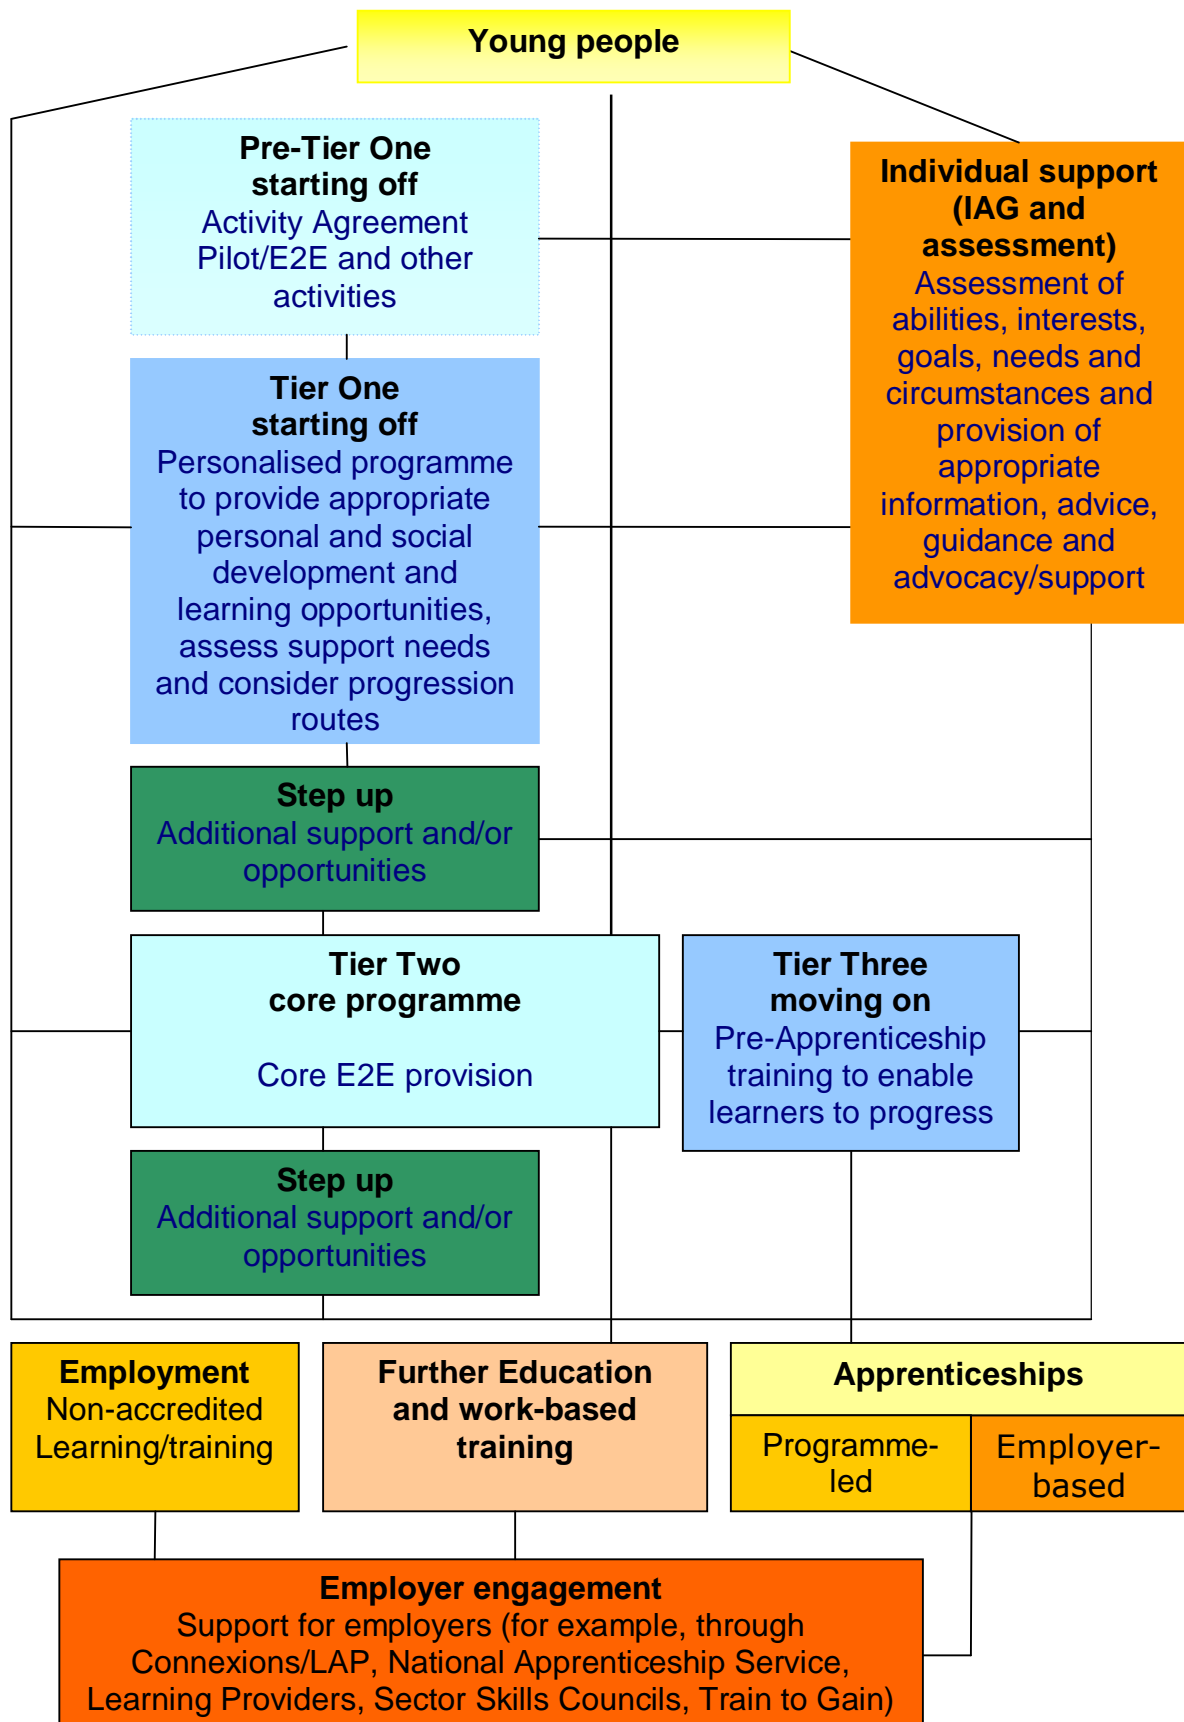 Young people
Pre-Tier One
starting off
Activity Agreement
Pilot/E2E and other
activities
Individual support
(IAG and
assessment)
Assessment of
abilities, interests,
goals, needs and
circumstances and
provision of
appropriate
information, advice,
guidance and
advocacy/support
Tier One
starting off
Personalised programme
to provide appropriate
personal and social
development and
learning opportunities,
assess support needs
and consider progression
routes
Step up
Additional support and/or
opportunities
Tier Two
core programme
Core E2E provision
Tier Three
moving on
Pre-Apprenticeship
training to enable
learners to progress
Step up
Additional support and/or
opportunities
Employment
Non-accredited
Learning/training
Further Education
and work-based
training
Apprenticeships
Programme-
led
Employer-
based
Employer engagement
Support for employers (for example, through
Connexions/LAP, National Apprenticeship Service,
Learning Providers, Sector Skills Councils, Train to Gain)